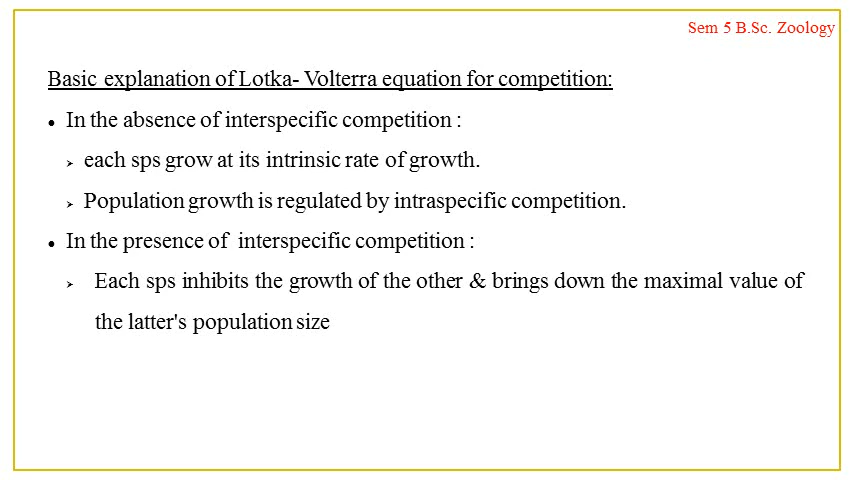 Sem 5 B.Sc. Zoology
Basic explanation of Lotka- Volterra equation for competition:
• In the absence of interspecific competition :
➢ each sps grow at its intrinsic rate of growth.
➢ Population growth is regulated by intraspecific competition.
• In the presence of interspecific competition :
➢ Each sps inhibits the growth of the other & brings down the maximal value of
the latter's population size